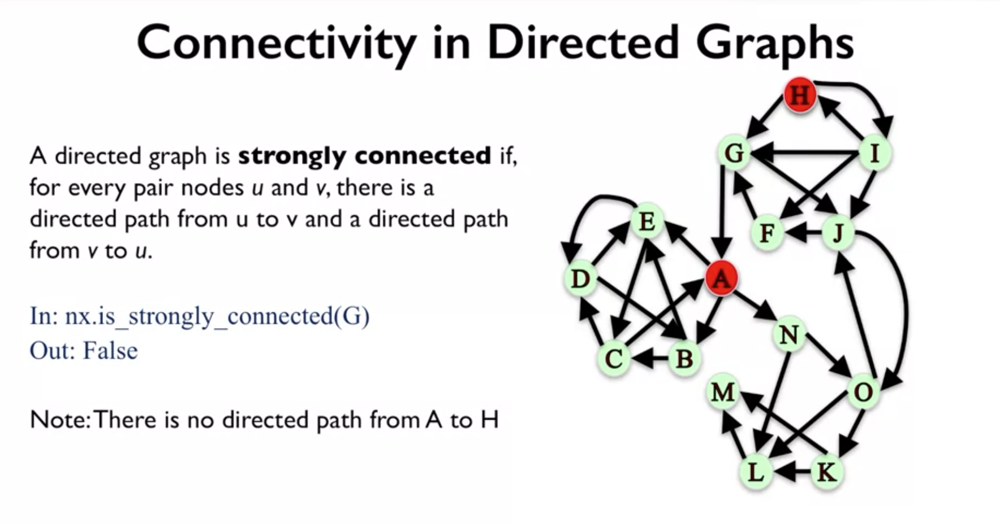 Connectivity in Directed Graphs
A directed graph is strongly connected if,
for every pair nodes u and v, there is a
directed path from u to v and a directed path
from v to u.
In: nx.is_strongly_connected(G)
Out: False
Note: There is no directed path from A to H
H
G
I
E
F
J
D
A
N
C
B
M
O
L
K